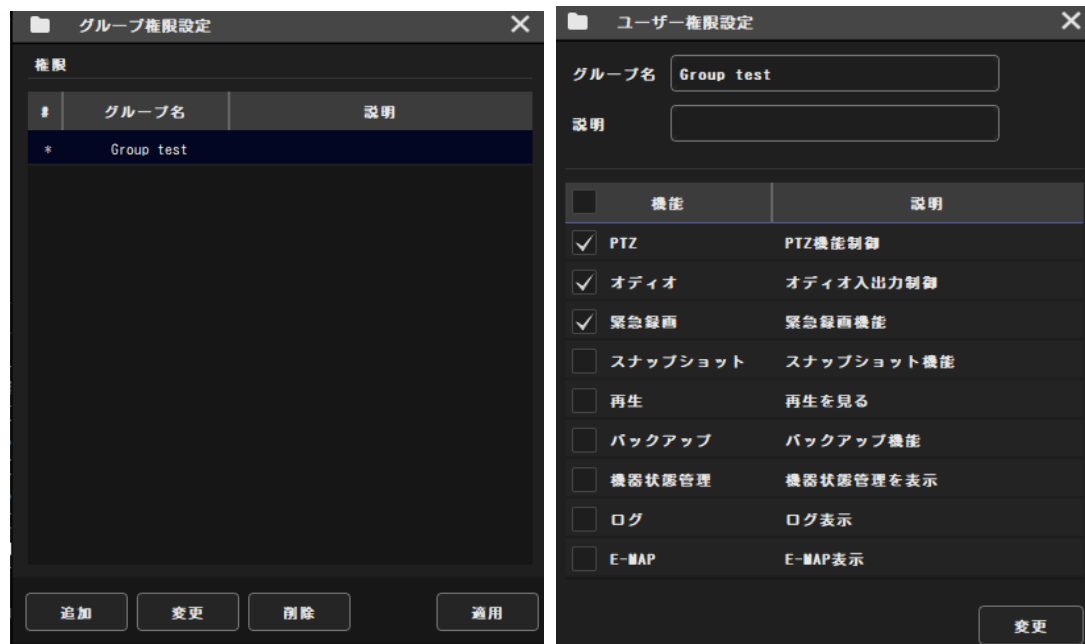 グループ権限設定
権限
# グループ名 説明
* Group test
追加 変更 削除 適用
ユーザー権限設定
グループ名 Group test
説明
機能 説明
PTZ PTZ機能制御
オディオ オディオ入出力制御
緊急録画 緊急録画機能
スナップショット スナップショット機能
再生 再生を見る
バックアップ バックアップ機能
機器状態管理 機器状態管理を表示
ログ ログ表示
E-MAP E-MAP表示
変更